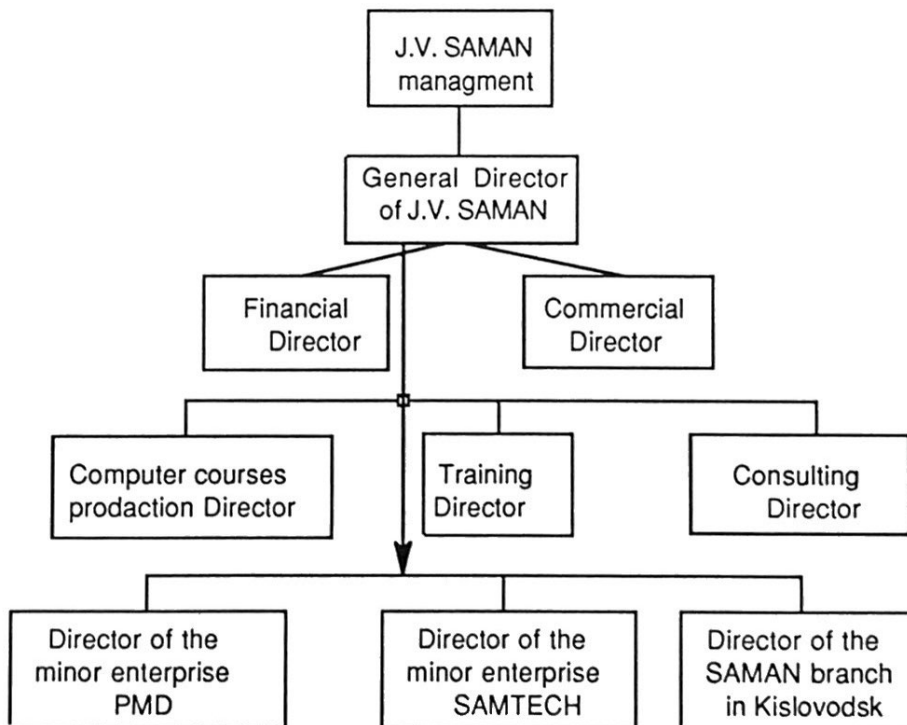 J.V. SAMAN
managment
General Director
of J.V. SAMAN
Financial
Director
Commercial
Director
Computer courses
prodaction Director
Training
Director
Consulting
Director
Director of the
minor enterprise
PMD
Director of the
minor enterprise
SAMTECH
Director of the
SAMAN branch
in Kislovodsk